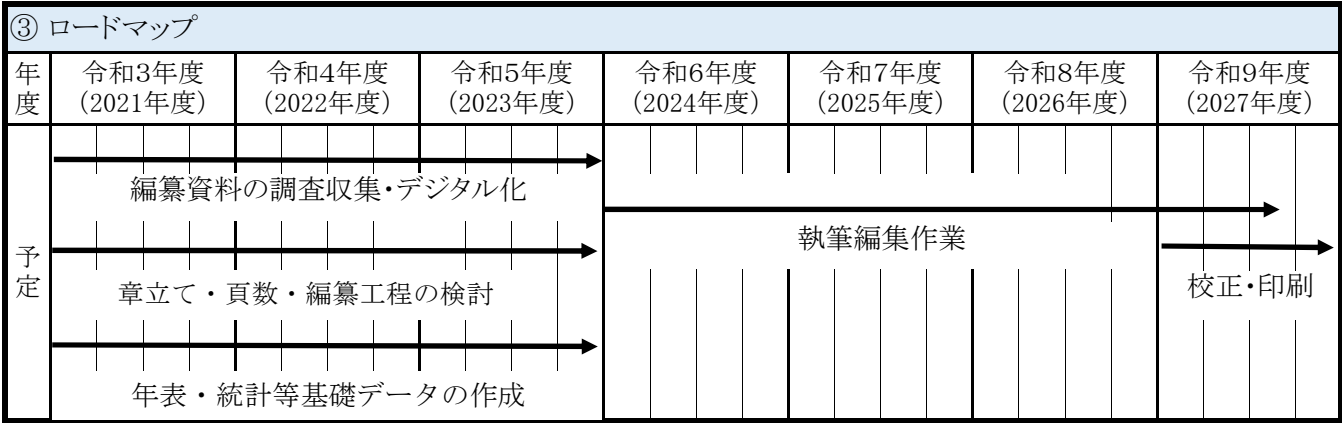 ③ ロードマップ
年度
令和3年度
(2021年度)
令和4年度
(2022年度)
令和5年度
(2023年度)
令和6年度
(2024年度)
令和7年度
(2025年度)
令和8年度
(2026年度)
令和9年度
(2027年度)
予定
編纂資料の調査収集・デジタル化
執筆編集作業
章立て・頁数・編纂工程の検討
校正・印刷
年表・統計等基礎データの作成